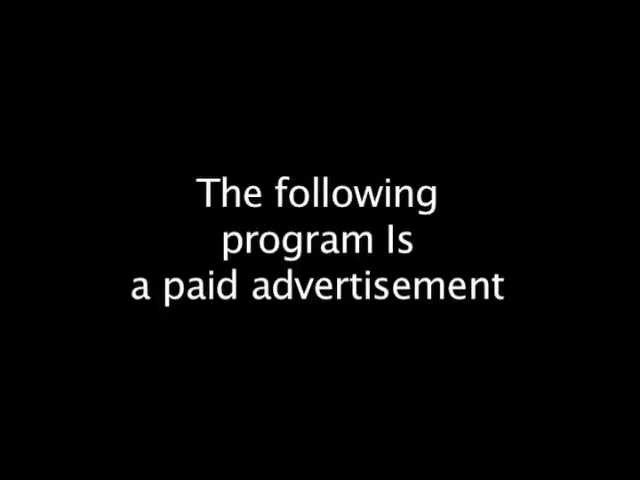 The following
program Is
a paid advertisement